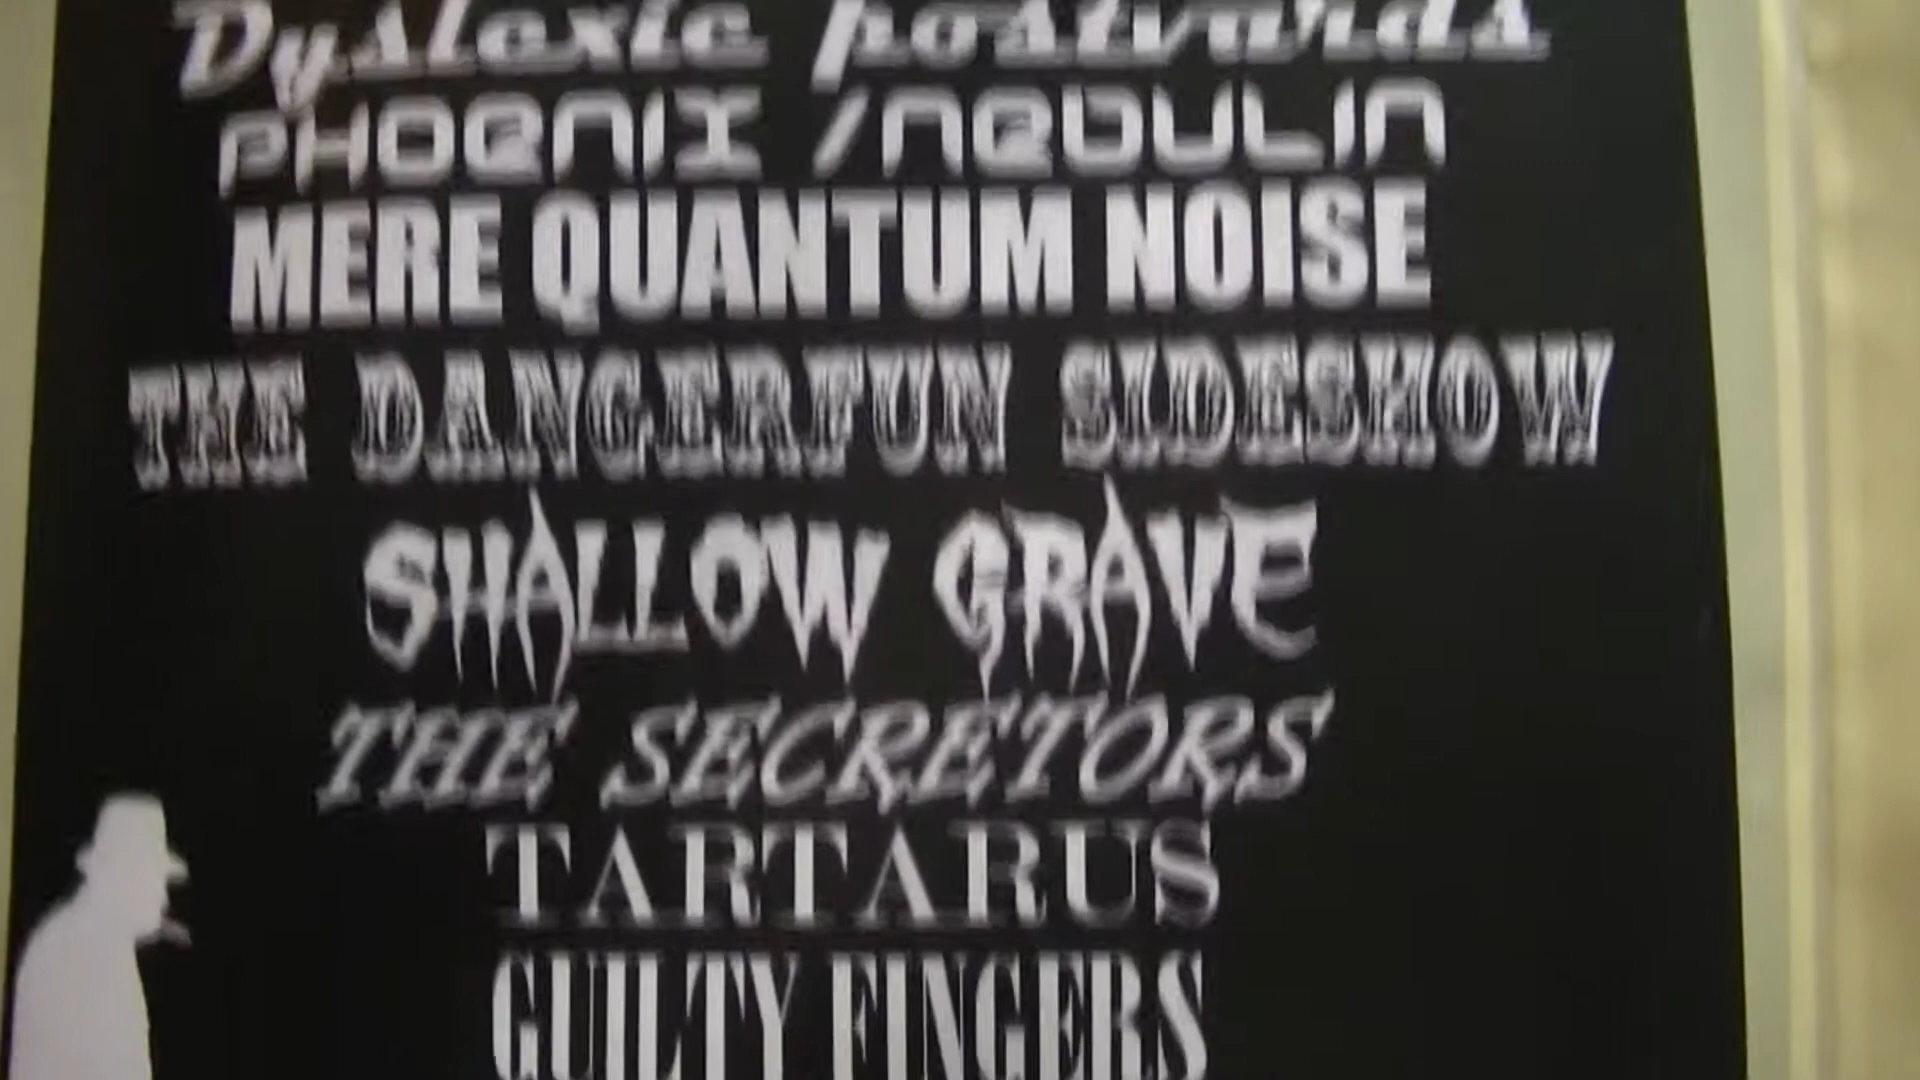 Dyslexic postcards
PHOENIX / NEBULIN
MERE QUANTUM NOISE
THE DANGERFUN SIDESHOW
SHALLOW GRAVE
THE SECRETORS
TARTARUS
GUILTY FINGERS